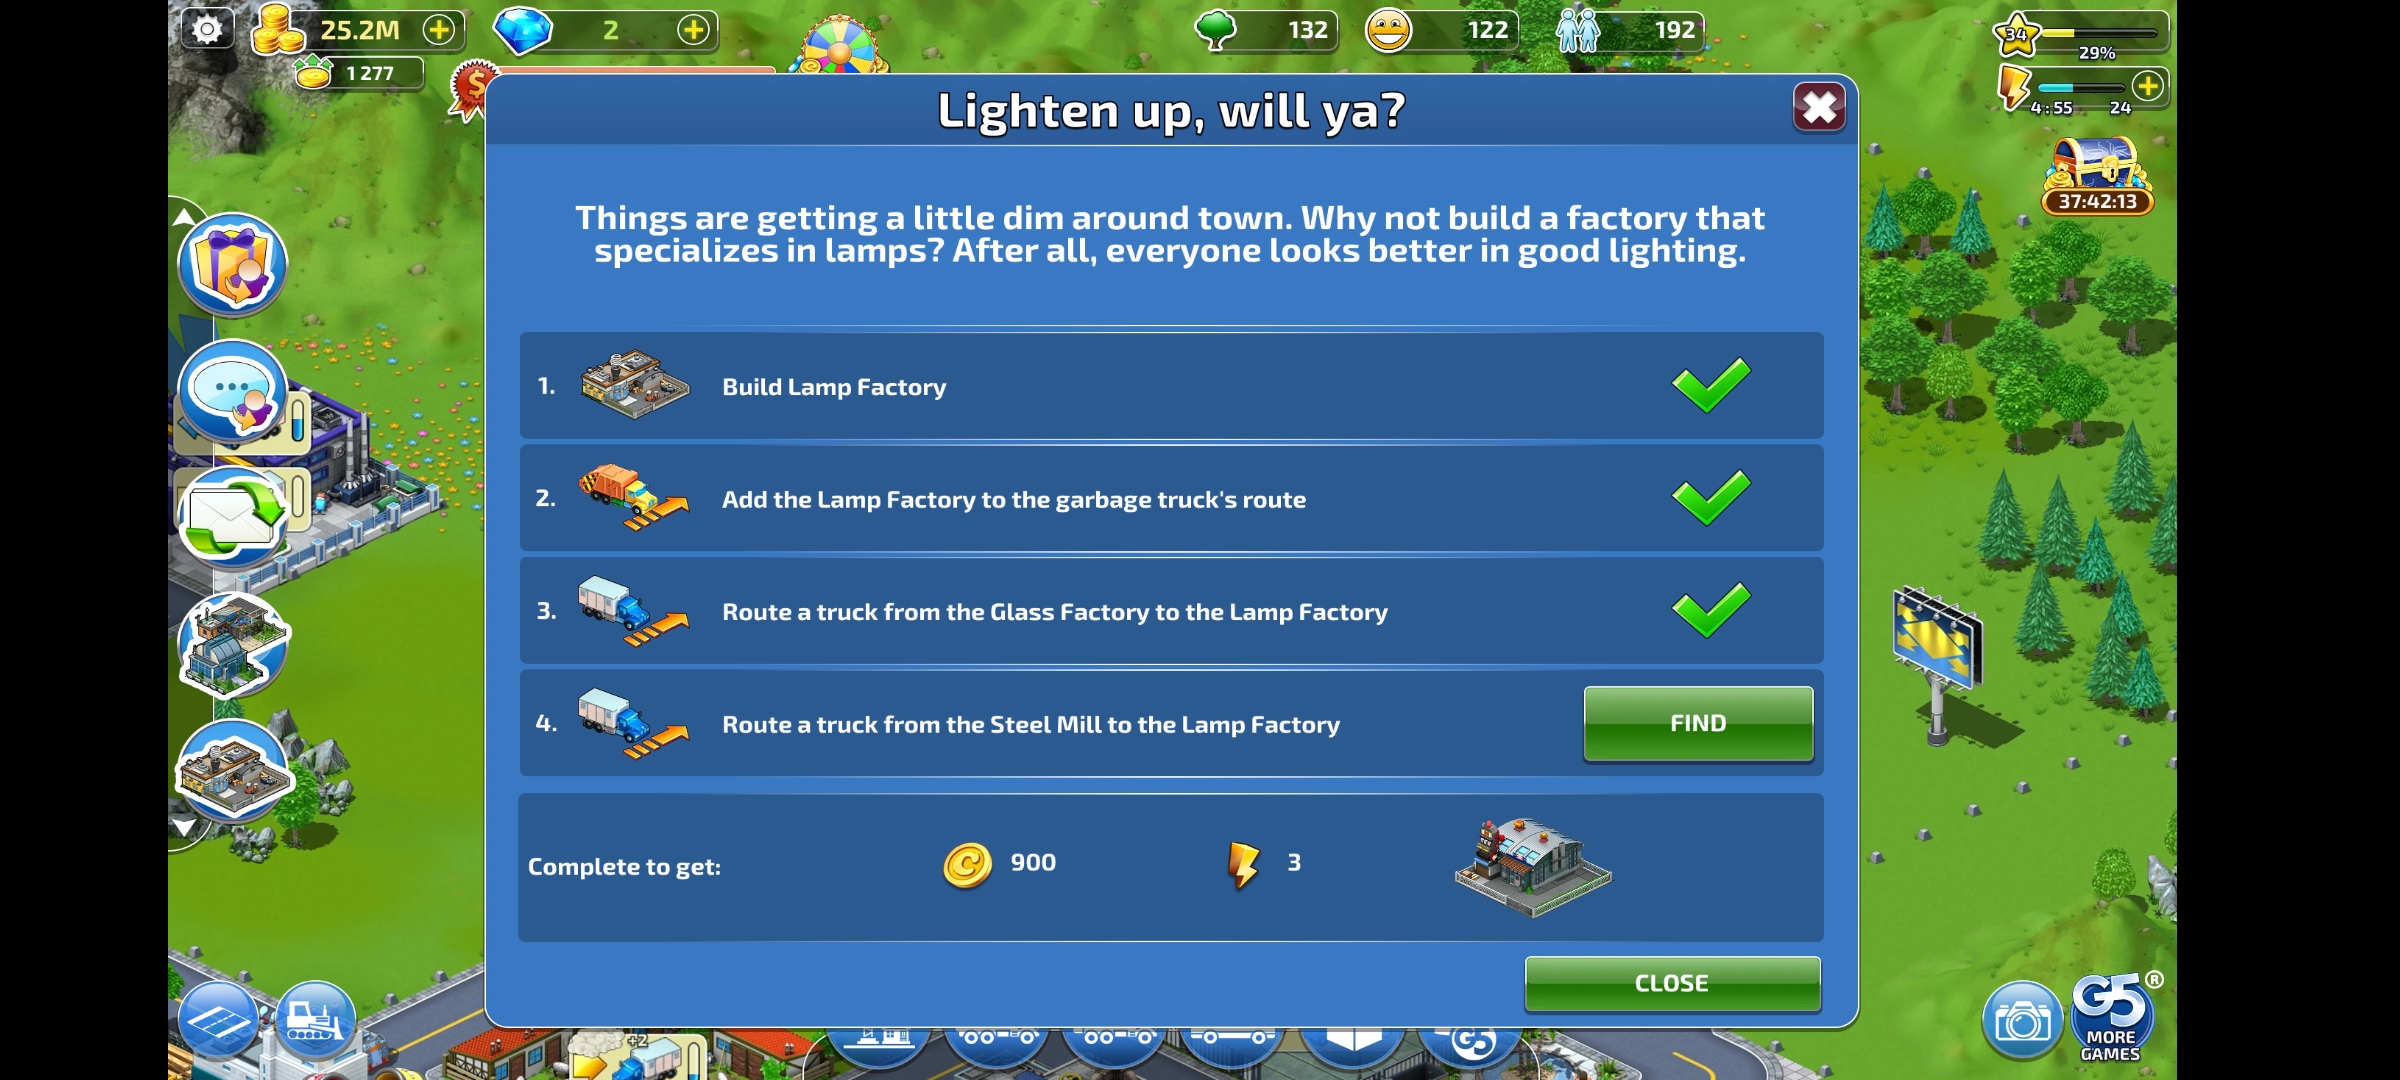 25.2M
2
132
122
192
34
29%
1 277
4:55
24
37:42:13
Lighten up, will ya?
Things are getting a little dim around town. Why not build a factory that
specializes in lamps? After all, everyone looks better in good lighting.
1. Build Lamp Factory
2. Add the Lamp Factory to the garbage truck's route
3. Route a truck from the Glass Factory to the Lamp Factory
4. Route a truck from the Steel Mill to the Lamp Factory
FIND
Complete to get:
900
3
CLOSE
+2
G5
G5®
MORE
GAMES